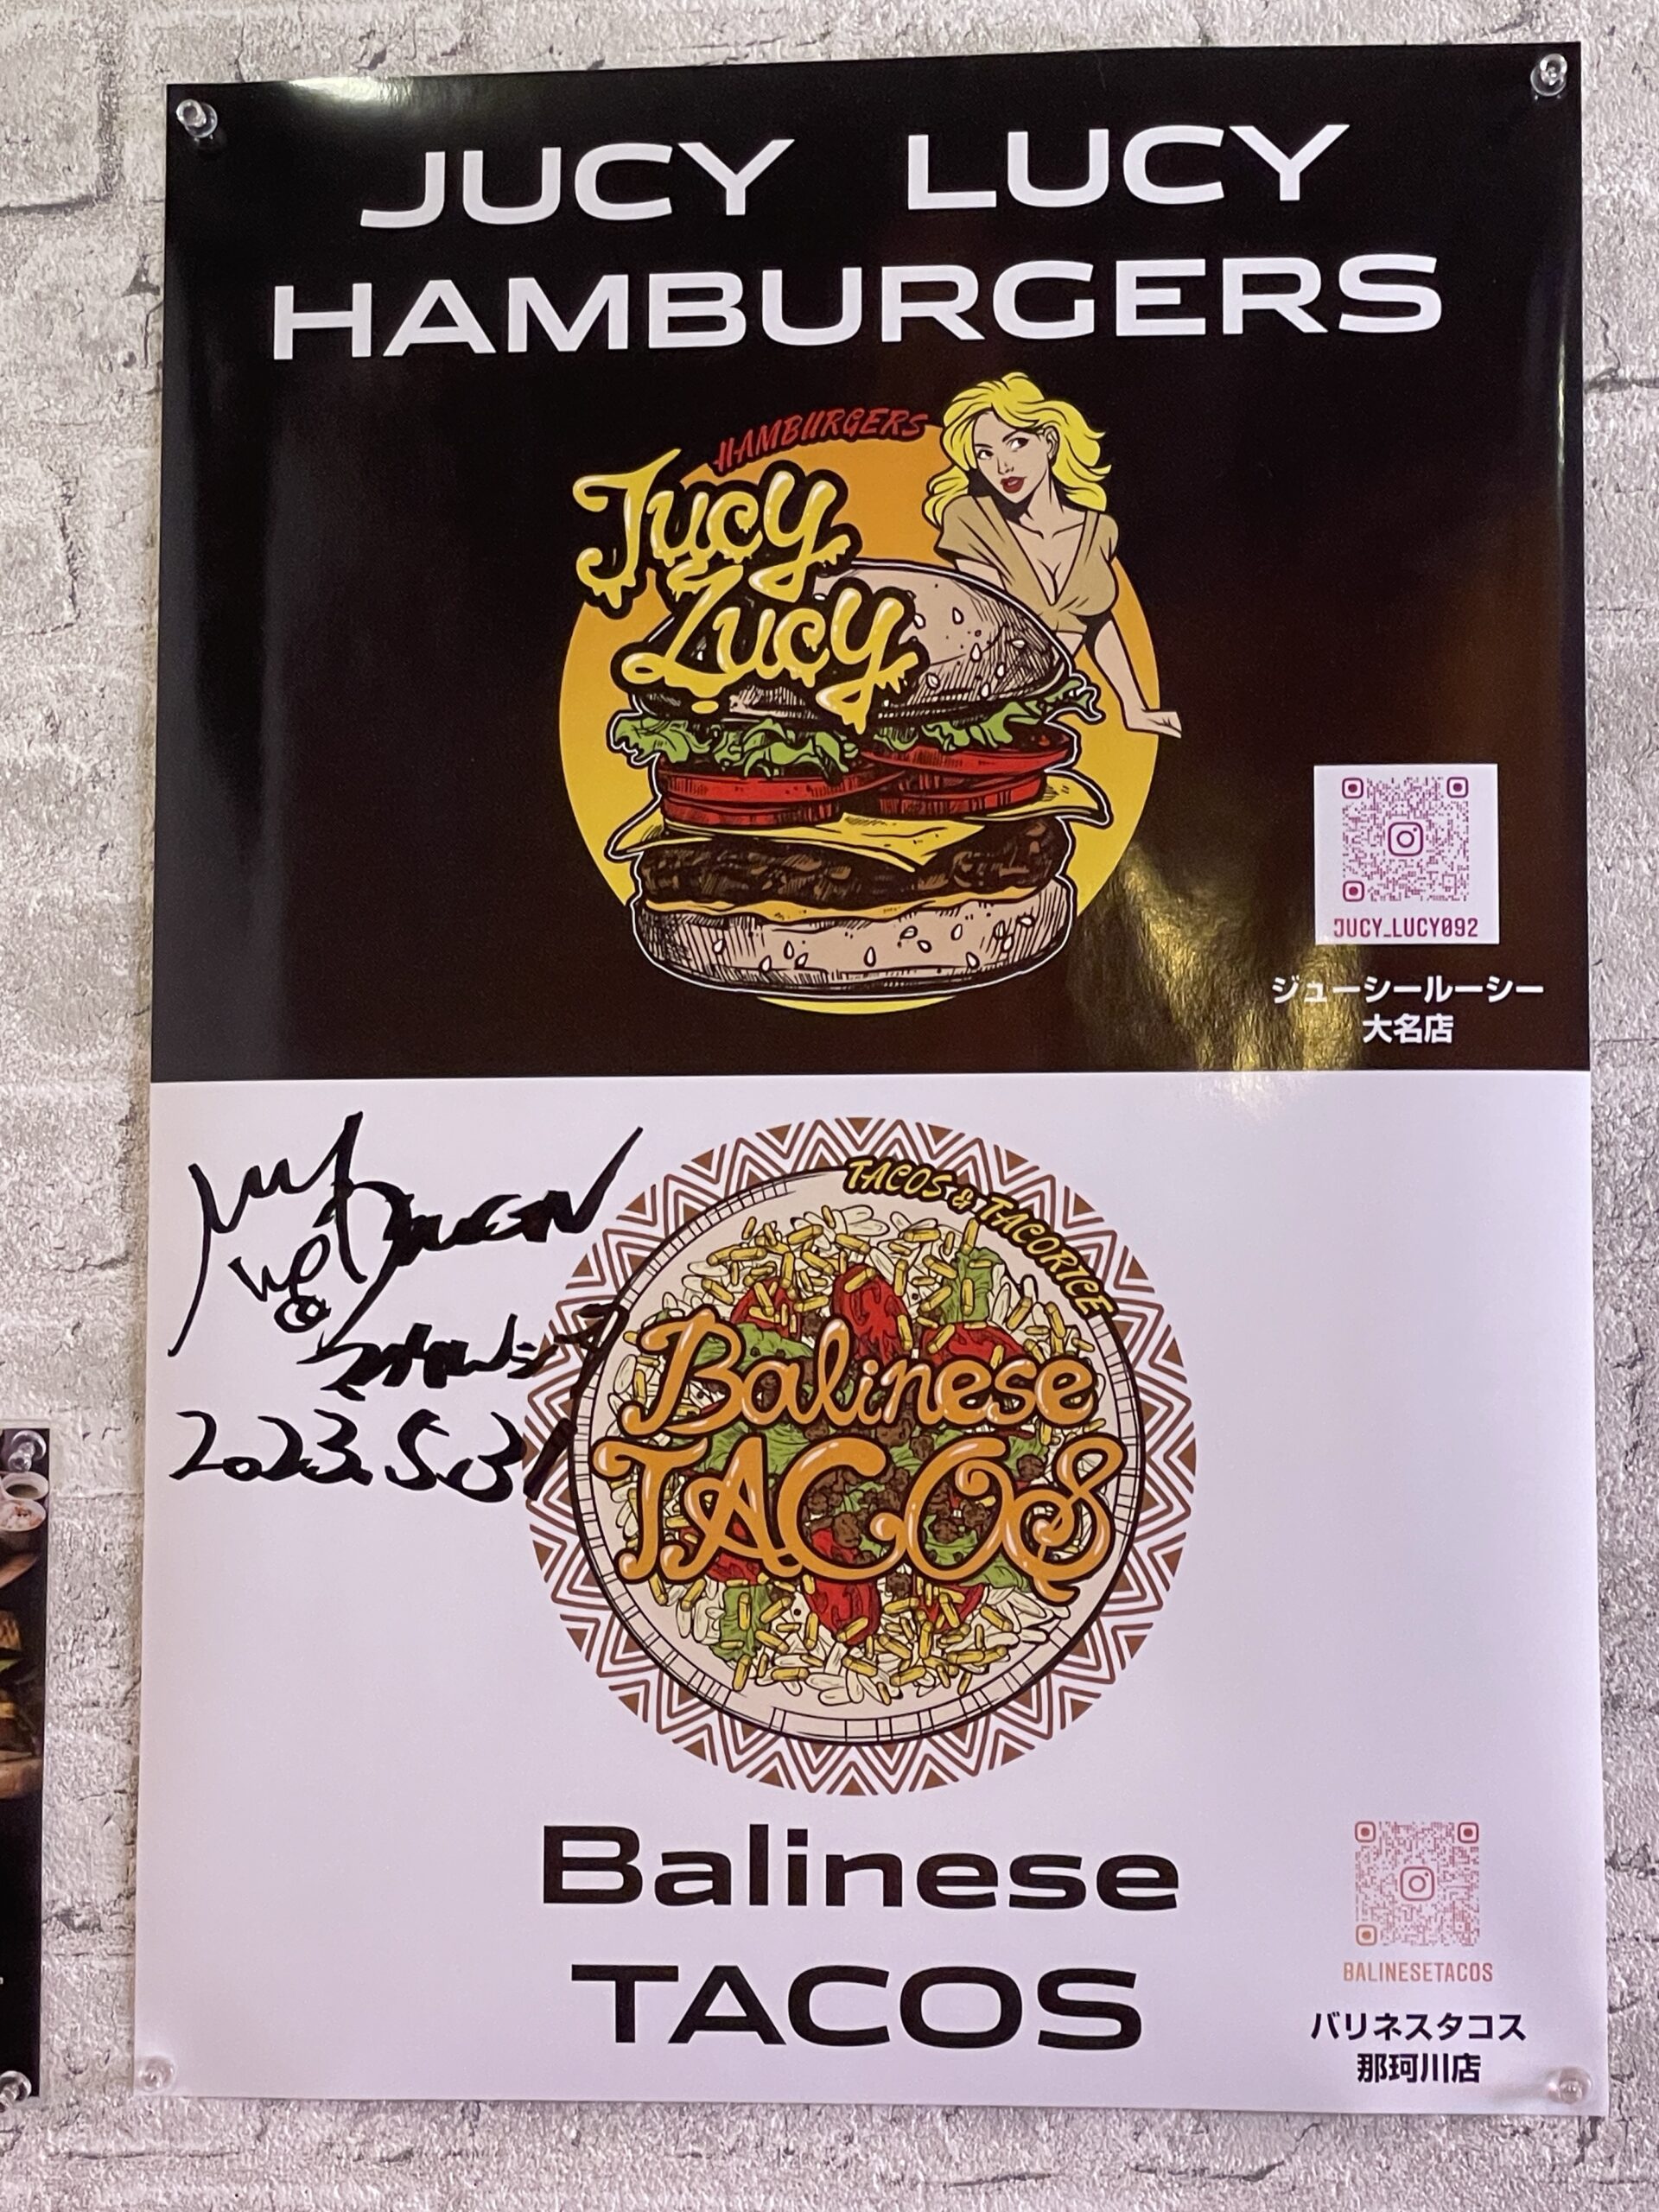 JUCY LUCY
HAMBURGERS
HAMBURGERS
Jucy
Lucy
JUCY_LUCY092
ジューシールーシー
大名店
TACOS & TACORICE
Balinese
TACOS
2023.5.31
Balinese
TACOS
BALINESETACOS
バリネスタコス
那珂川店